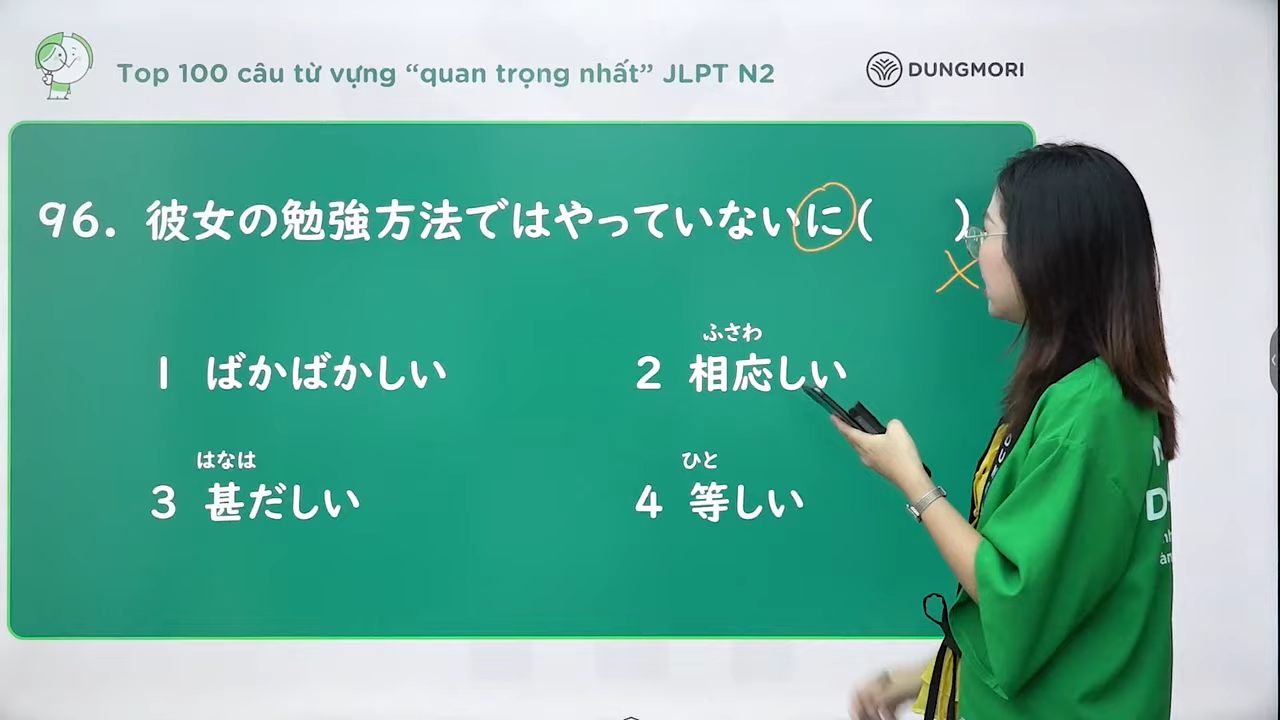 Top 100 câu từ vựng “quan trọng nhất” JLPT N2
DUNGMORI
96. 彼女の勉強方法ではやっていないに( )
1 ばかばかしい
ふさわ
2 相応しい
はなは
3 甚だしい
ひと
4 等しい